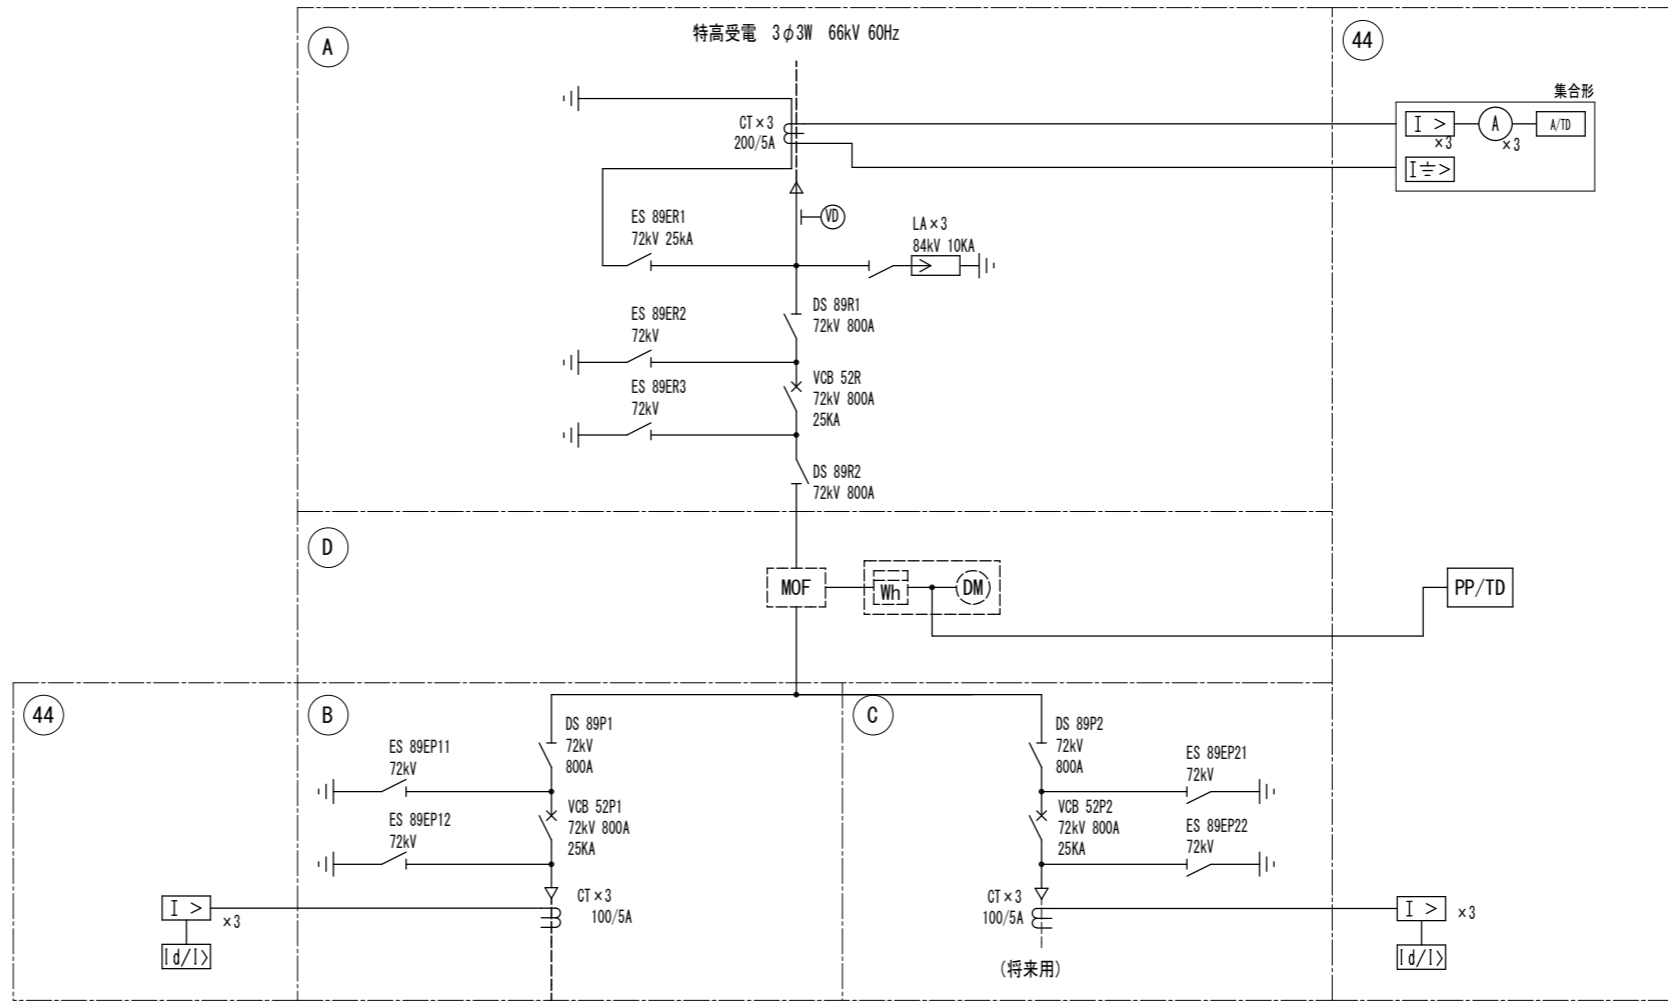 特高受電 3φ3W 66kV 60Hz
A
44
集合形
CT×3
200/5A
I >
×3
A
×3
A/TD
I⏚>
ES 89ER1
72kV 25kA
VD
LA×3
84kV 10KA
DS 89R1
72kV 800A
ES 89ER2
72kV
VCB 52R
72kV 800A
25KA
ES 89ER3
72kV
DS 89R2
72kV 800A
D
MOF
Wh
DM
PP/TD
44
B
C
DS 89P1
72kV
800A
ES 89EP11
72kV
VCB 52P1
72kV 800A
25KA
ES 89EP12
72kV
CT×3
100/5A
I >
×3
Id/I>
DS 89P2
72kV
800A
ES 89EP21
72kV
VCB 52P2
72kV 800A
25KA
ES 89EP22
72kV
CT×3
100/5A
I >
×3
Id/I>
(将来用)